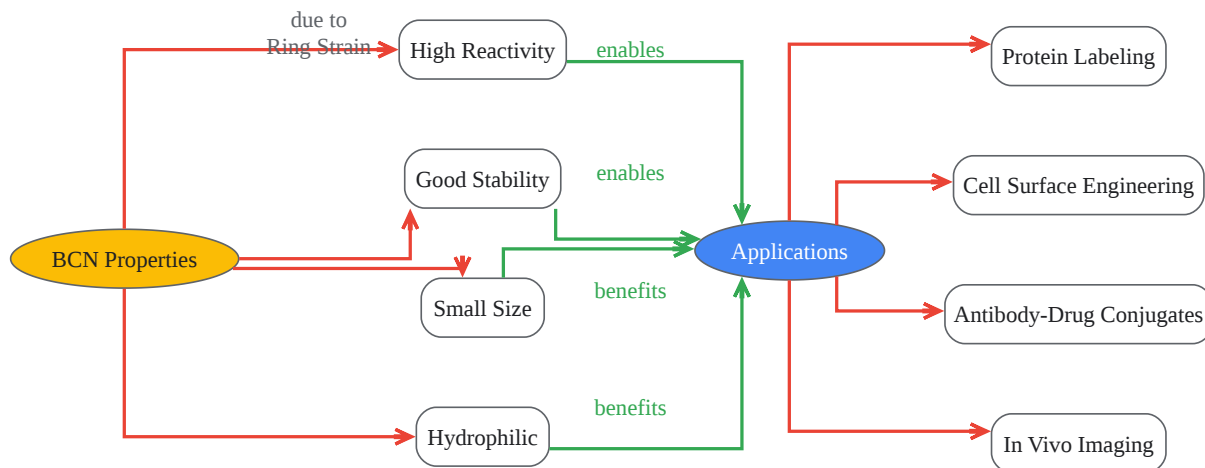 due to
Ring Strain
High Reactivity
enables
Protein Labeling
Good Stability
enables
Cell Surface Engineering
BCN Properties
Applications
Small Size
benefits
Antibody-Drug Conjugates
Hydrophilic
benefits
In Vivo Imaging